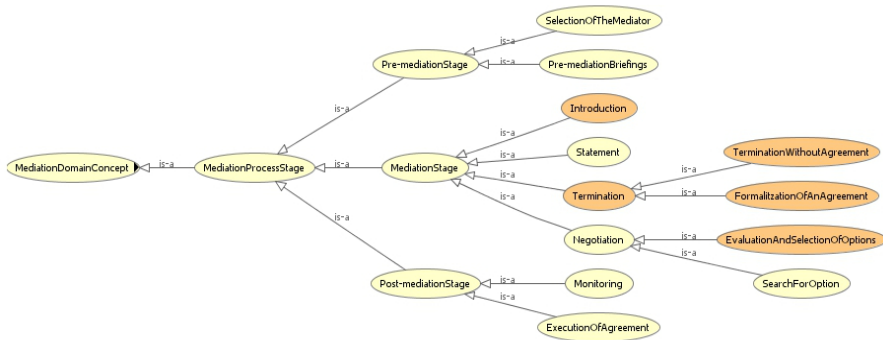 SelectionOfTheMediator
is-a
Pre-mediationStage
is-a
Pre-mediationBriefings
is-a
Introduction
is-a
Statement
is-a
TerminationWithoutAgreement
is-a
MediationDomainConcept
is-a
MediationProcessStage
is-a
MediationStage
is-a
Termination
is-a
FormalitzationOfAnAgreement
is-a
is-a
Negotiation
is-a
EvaluationAndSelectionOfOptions
is-a
SearchForOption
Post-mediationStage
is-a
Monitoring
is-a
ExecutionOfAgreement